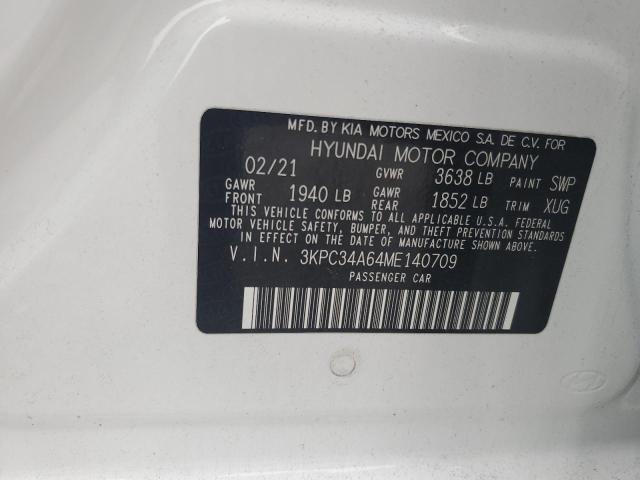 MFD. BY KIA MOTORS MEXICO S.A. DE C.V. FOR
HYUNDAI MOTOR COMPANY
02/21 GVWR 3638 LB PAINT SWP
GAWR FRONT 1940 LB GAWR REAR 1852 LB TRIM XUG
THIS VEHICLE CONFORMS TO ALL APPLICABLE U.S.A. FEDERAL
MOTOR VEHICLE SAFETY, BUMPER, AND THEFT PREVENTION STANDARDS
IN EFFECT ON THE DATE OF MANUFACTURE SHOWN ABOVE.
V.I.N. 3KPC34A64ME140709
PASSENGER CAR